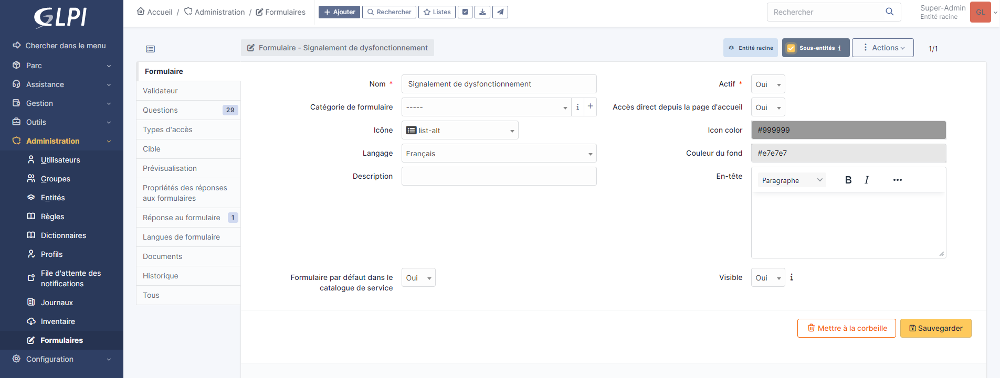 GLPI
Accueil / Administration / Formulaires
Ajouter
Rechercher
Listes
Rechercher
Super-Admin
Entité racine
GL
Chercher dans le menu
Parc
Assistance
Gestion
Outils
Administration
Utilisateurs
Groupes
Entités
Règles
Dictionnaires
Profils
File d'attente des
notifications
Journaux
Inventaire
Formulaires
Configuration
Formulaire - Signalement de dysfonctionnement
Entité racine
Sous-entités
Actions
1/1
Formulaire
Validateur
Questions 29
Types d'accès
Cible
Prévisualisation
Propriétés des réponses
aux formulaires
Réponse au formulaire 1
Langues de formulaire
Documents
Historique
Tous
Nom * Signalement de dysfonctionnement
Actif * Oui
Catégorie de formulaire -----
Accès direct depuis la page d'accueil Oui
Icône list-alt
Icon color #999999
Langage Français
Couleur du fond #e7e7e7
Description
En-tête
Paragraphe B I
Formulaire par défaut dans le
catalogue de service
Oui
Visible Oui
Mettre à la corbeille
Sauvegarder